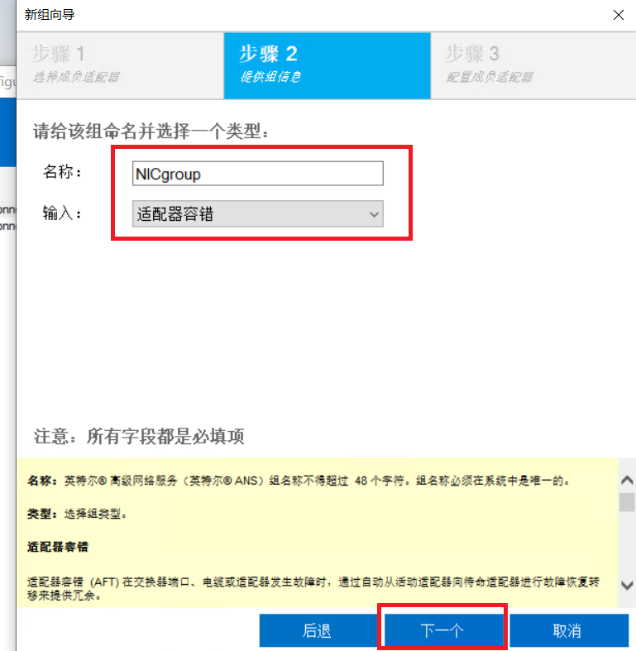 新组向导
步骤 1
选择成员适配器
步骤 2
提供组信息
步骤 3
配置成员适配器
请给该组命名并选择一个类型：
名称：
NICgroup
输入：
适配器容错
注意：所有字段都是必填项
名称：英特尔® 高级网络服务（英特尔® ANS）组名称不得超过 48 个字符。组名称必须在系统中是唯一的。
类型：选择组类型。
适配器容错
适配器容错 (AFT) 在交换器端口、电缆或适配器发生故障时，通过自动从活动适配器向待命适配器进行故障恢复转
移来提供冗余。
后退
下一个
取消